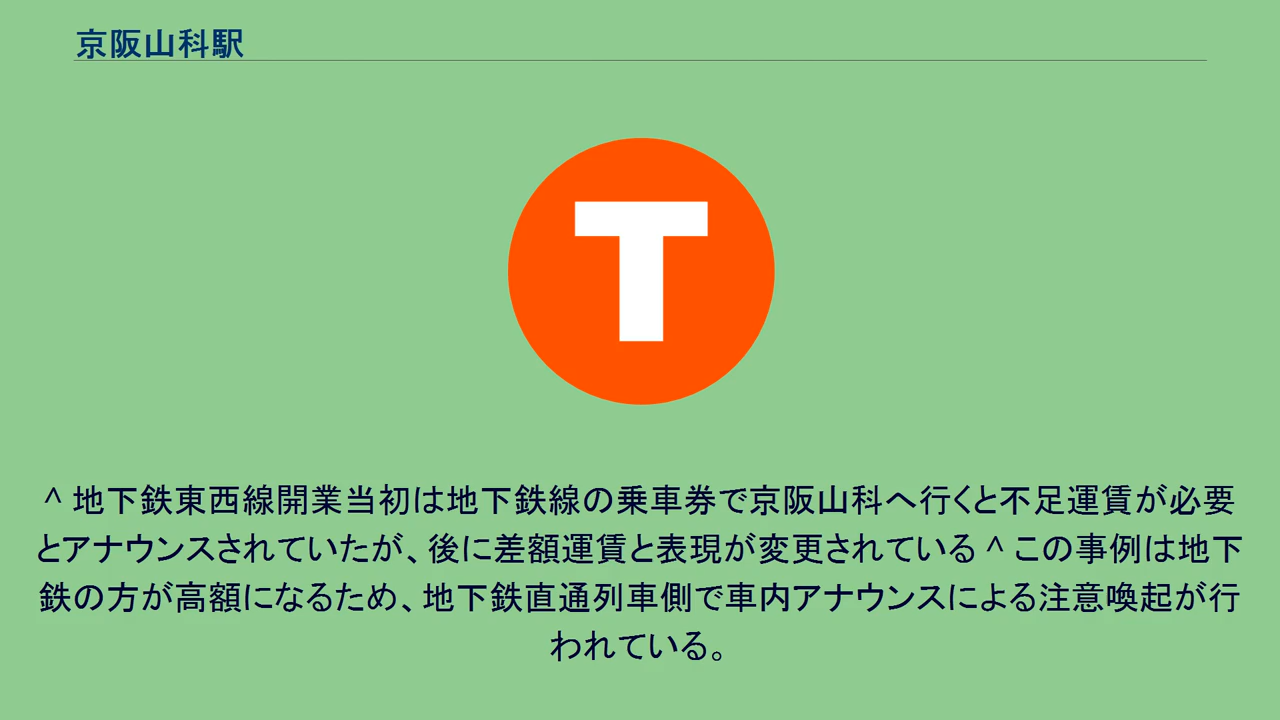 京阪山科駅
T
^ 地下鉄東西線開業当初は地下鉄線の乗車券で京阪山科へ行くと不足運賃が必要
とアナウンスされていたが、後に差額運賃と表現が変更されている ^ この事例は地下
鉄の方が高額になるため、地下鉄直通列車側で車内アナウンスによる注意喚起が行
われている。